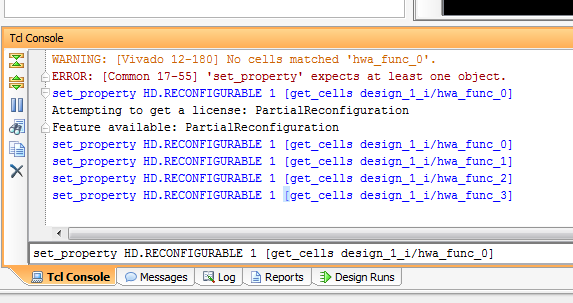 Tcl Console
WARNING: [Vivado 12-180] No cells matched 'hwa_func_0'.
ERROR: [Common 17-55] 'set_property' expects at least one object.
set_property HD.RECONFIGURABLE 1 [get_cells design_1_i/hwa_func_0]
Attempting to get a license: PartialReconfiguration
Feature available: PartialReconfiguration
set_property HD.RECONFIGURABLE 1 [get_cells design_1_i/hwa_func_0]
set_property HD.RECONFIGURABLE 1 [get_cells design_1_i/hwa_func_1]
set_property HD.RECONFIGURABLE 1 [get_cells design_1_i/hwa_func_2]
set_property HD.RECONFIGURABLE 1 [get_cells design_1_i/hwa_func_3]
set_property HD.RECONFIGURABLE 1 [get_cells design_1_i/hwa_func_0]
Tcl Console Messages Log Reports Design Runs